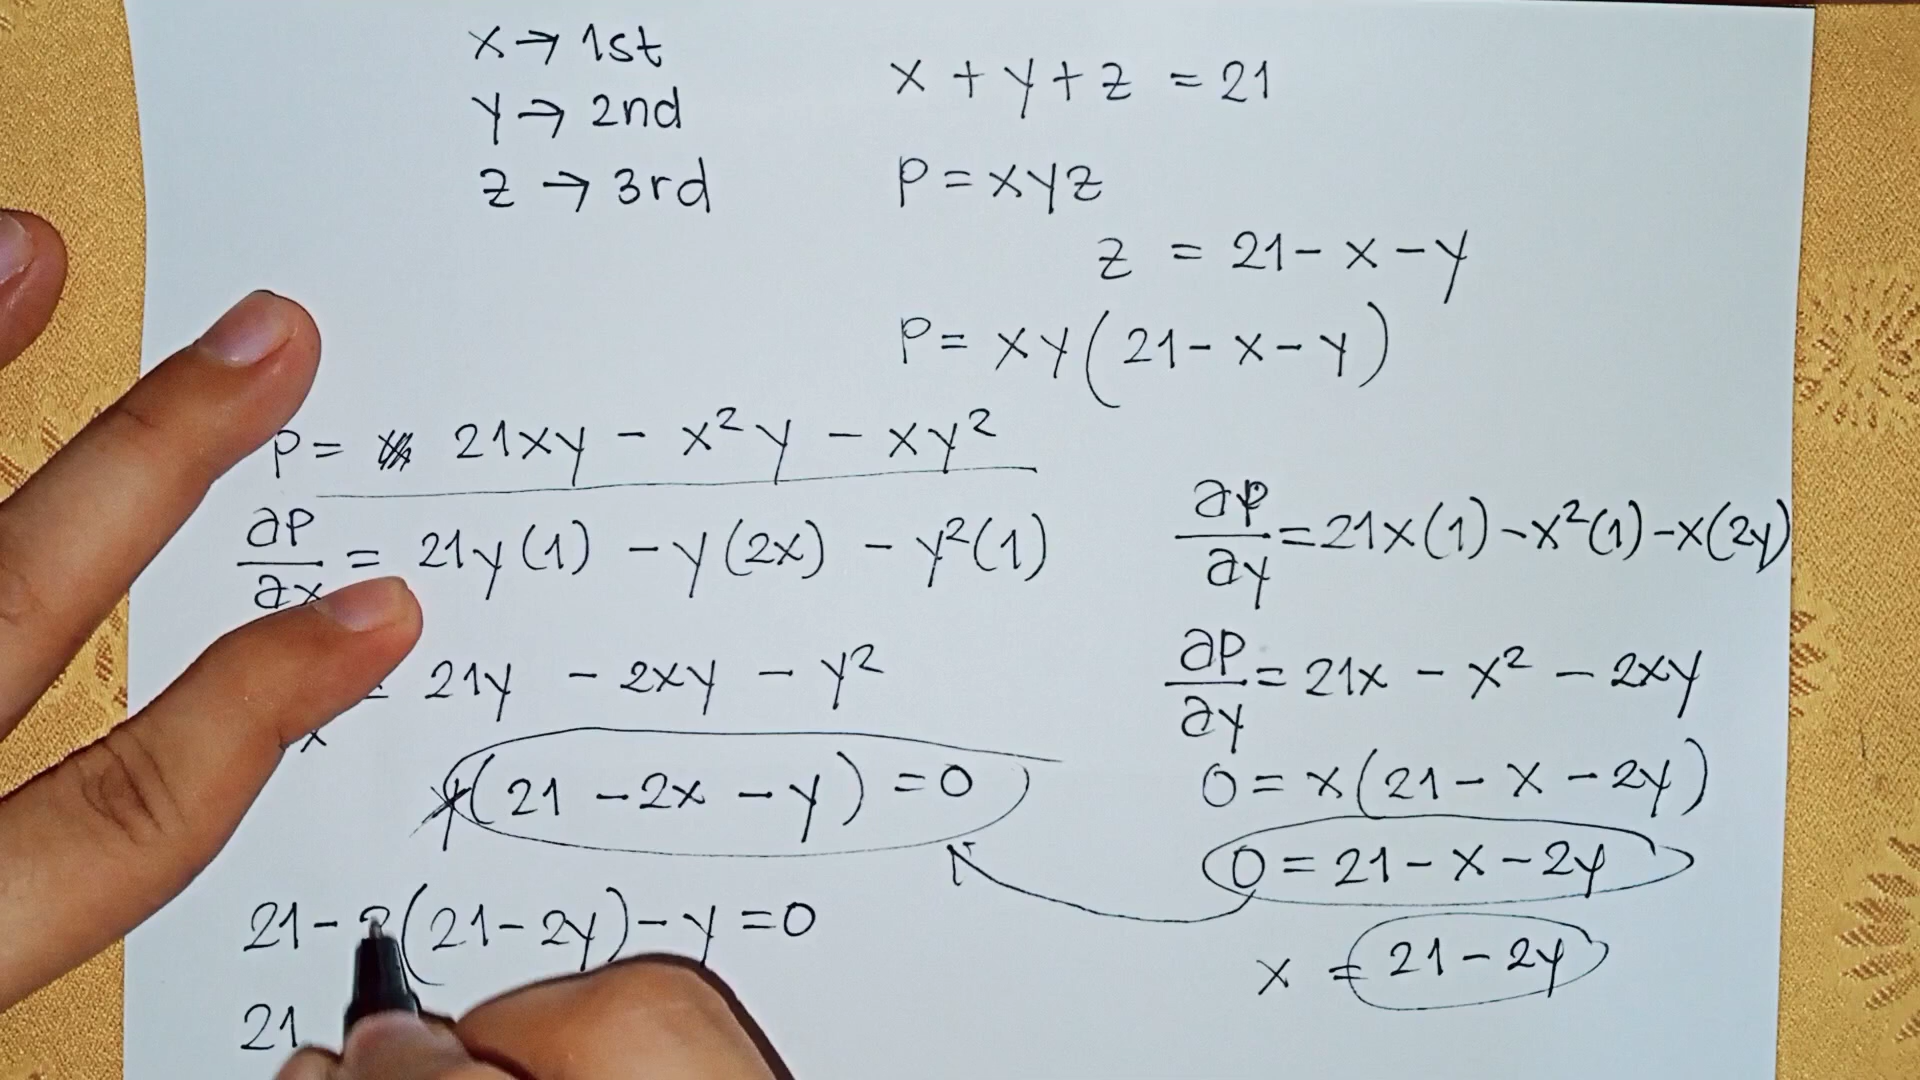 x → 1st
y → 2nd
z → 3rd
x + y + z = 21
P = xyz
z = 21 - x - y
P = xy(21 - x - y)
P = 21xy - x²y - xy²
∂P/∂x = 21y(1) - y(2x) - y²(1)
= 21y - 2xy - y²
x
y(21 - 2x - y) = 0
21 - 2(21 - 2y) - y = 0
21
∂P/∂y = 21x(1) - x²(1) - x(2y)
∂P/∂y = 21x - x² - 2xy
0 = x(21 - x - 2y)
0 = 21 - x - 2y
x = 21 - 2y